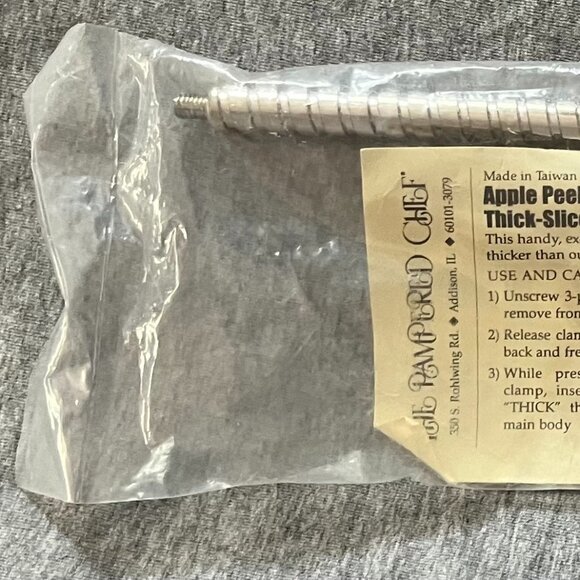 THE PAMPERED CHEF®
350 S. Rohlwing Rd. ◆ Addison, IL ◆ 60101-3079
Made in Taiwan
Apple Peel
Thick-Slic
This handy, ex
thicker than ou
USE AND CA
1) Unscrew 3-
remove from
2) Release clam
back and fre
3) While pres
clamp, inse
"THICK" th
main body